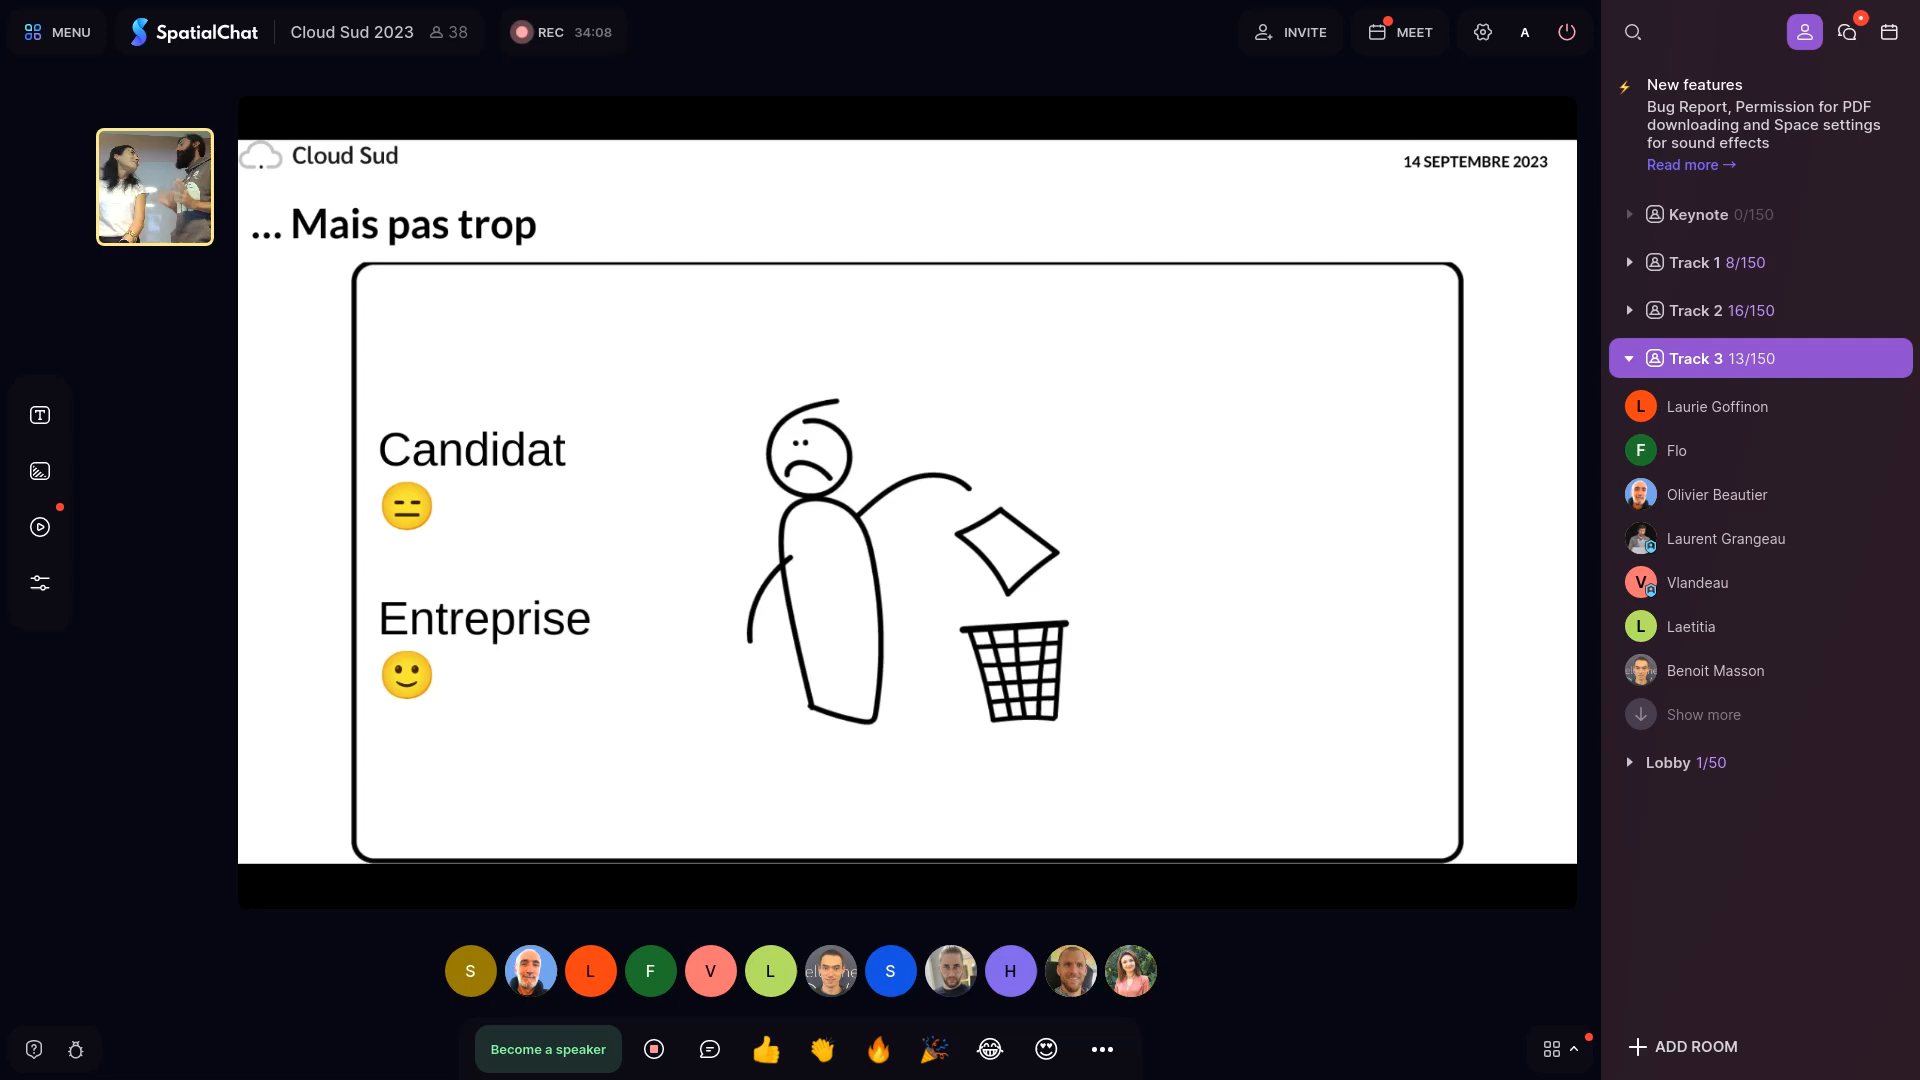 MENU
SpatialChat
Cloud Sud 2023
38
REC 34:08
INVITE
MEET
A
New features
Bug Report, Permission for PDF
downloading and Space settings
for sound effects
Read more →
Keynote 0/150
Track 1 8/150
Track 2 16/150
Track 3 13/150
L Laurie Goffinon
F Flo
Olivier Beautier
Laurent Grangeau
V Vlandeau
L Laetitia
Benoit Masson
Show more
Lobby 1/50
ADD ROOM
Cloud Sud
14 SEPTEMBRE 2023
... Mais pas trop
Candidat
😑
Entreprise
🙂
S L F V L S H
Become a speaker